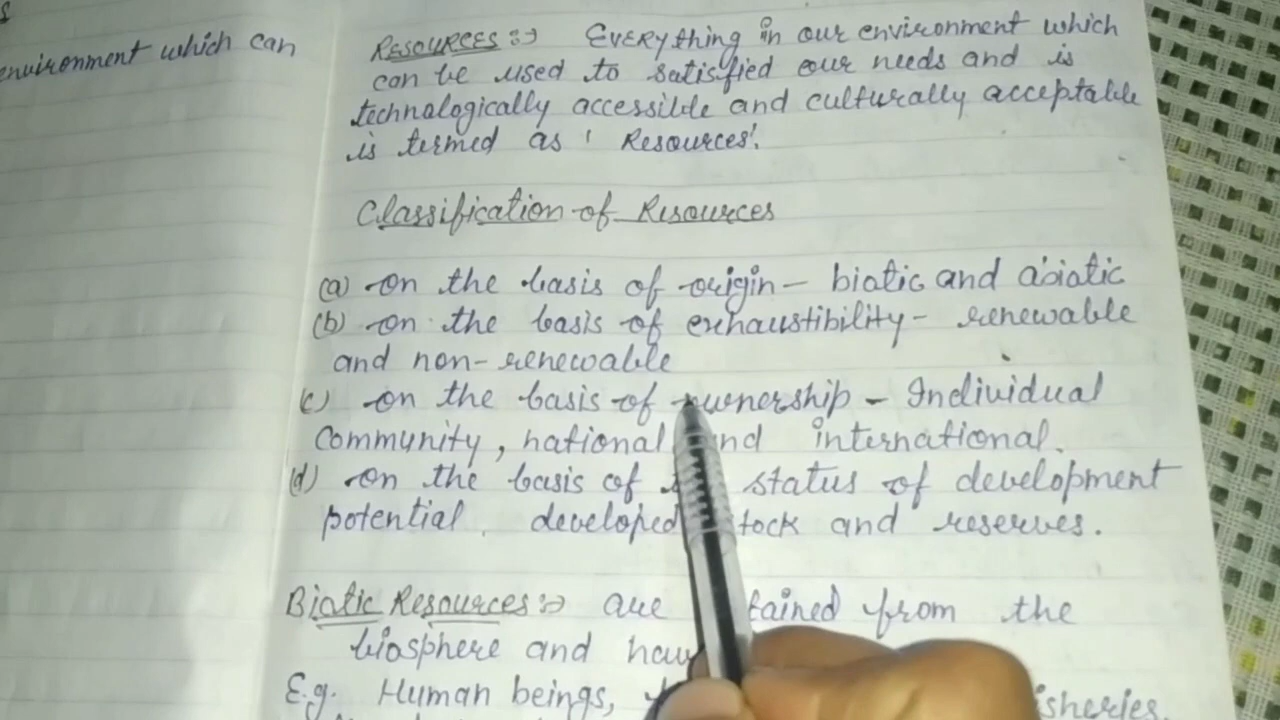 s
environment which can
Resources :→ Everything in our environment which
can be used to satisfied our needs and is
technologically accessible and culturally acceptable
is termed as ' Resources'.
Classification of Resources
(a) on the basis of origin - biotic and abiotic
(b) on the basis of exhaustibility - renewable
and non-renewable
(c) on the basis of ownership - Individual
Community, national and international.
(d) on the basis of status of development
potential, developed stock and reserves.
Biotic Resources :→ are from the
biosphere and
E.g. Human beings, fisheries,